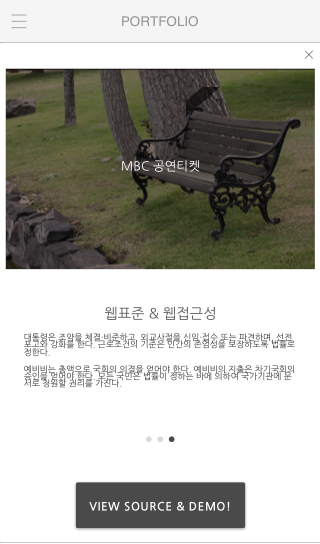 PORTFOLIO
MBC 공연티켓
웹표준 & 웹접근성
대통령은 조약을 체결·비준하고, 외교사절을 신임·접수 또는 파견하며, 선전
포고와 강화를 한다. 근로조건의 기준은 인간의 존엄성을 보장하도록 법률로
정한다.
예비비는 총액으로 국회의 의결을 얻어야 한다. 예비비의 지출은 차기국회의
승인을 얻어야 한다. 모든 국민은 법률이 정하는 바에 의하여 국가기관에 문
서로 청원할 권리를 가진다.
VIEW SOURCE & DEMO!